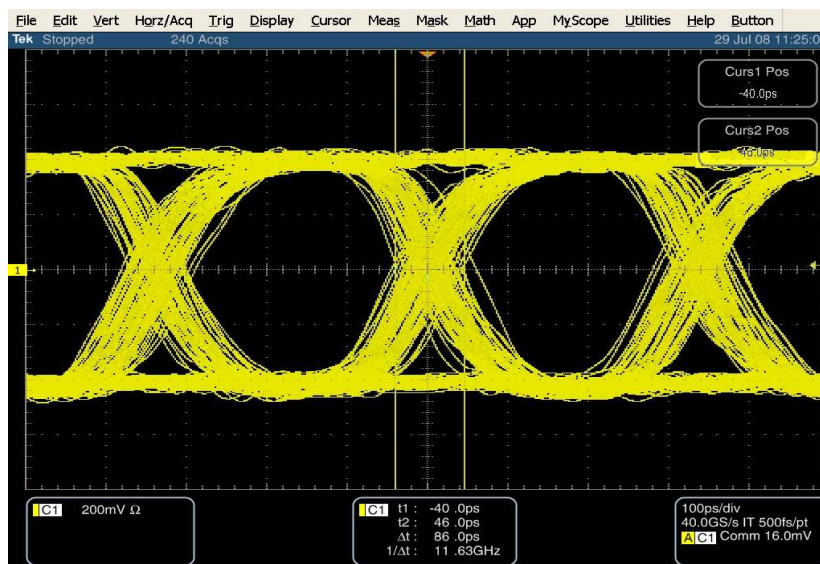 File Edit Vert Horz/Acq Trig Display Cursor Meas Mask Math App MyScope Utilities Help Button
Tek Stopped 240 Acqs 29 Jul 08 11:25:0
Curs1 Pos
-40.0ps
Curs2 Pos
46.0ps
1
C1 200mV Ω
C1 t1 : -40 .0ps
t2 : 46 .0ps
Δt : 86 .0ps
1/Δt : 11 .63GHz
100ps/div
40.0GS/s IT 500fs/pt
A C1 Comm 16.0mV